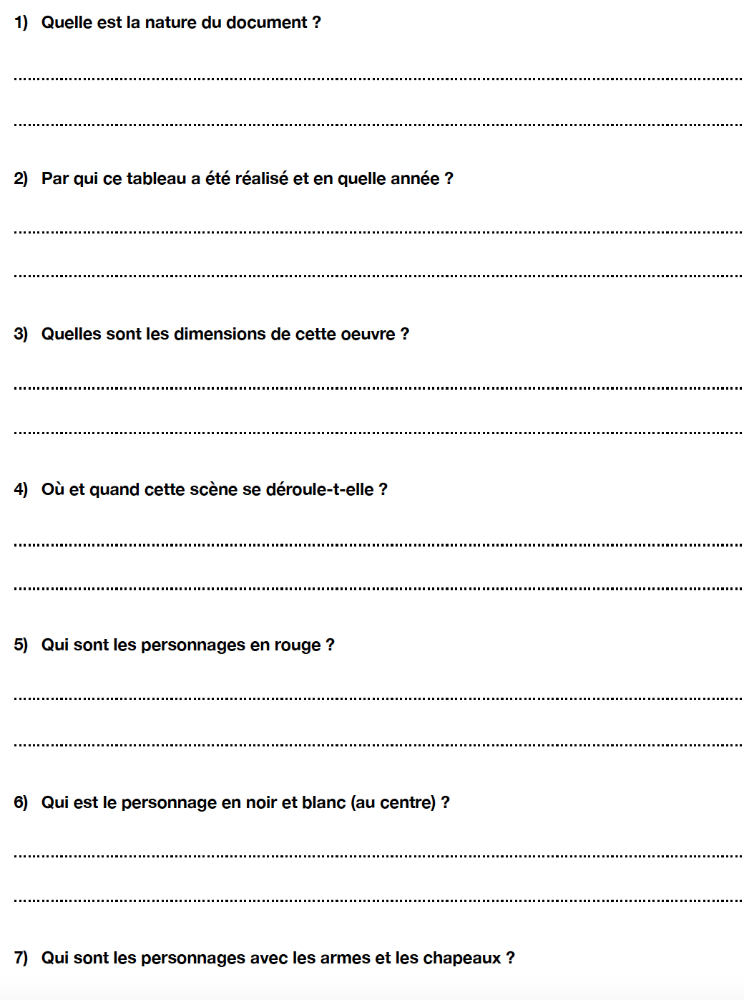 1) Quelle est la nature du document ?
2) Par qui ce tableau a été réalisé et en quelle année ?
3) Quelles sont les dimensions de cette oeuvre ?
4) Où et quand cette scène se déroule-t-elle ?
5) Qui sont les personnages en rouge ?
6) Qui est le personnage en noir et blanc (au centre) ?
7) Qui sont les personnages avec les armes et les chapeaux ?